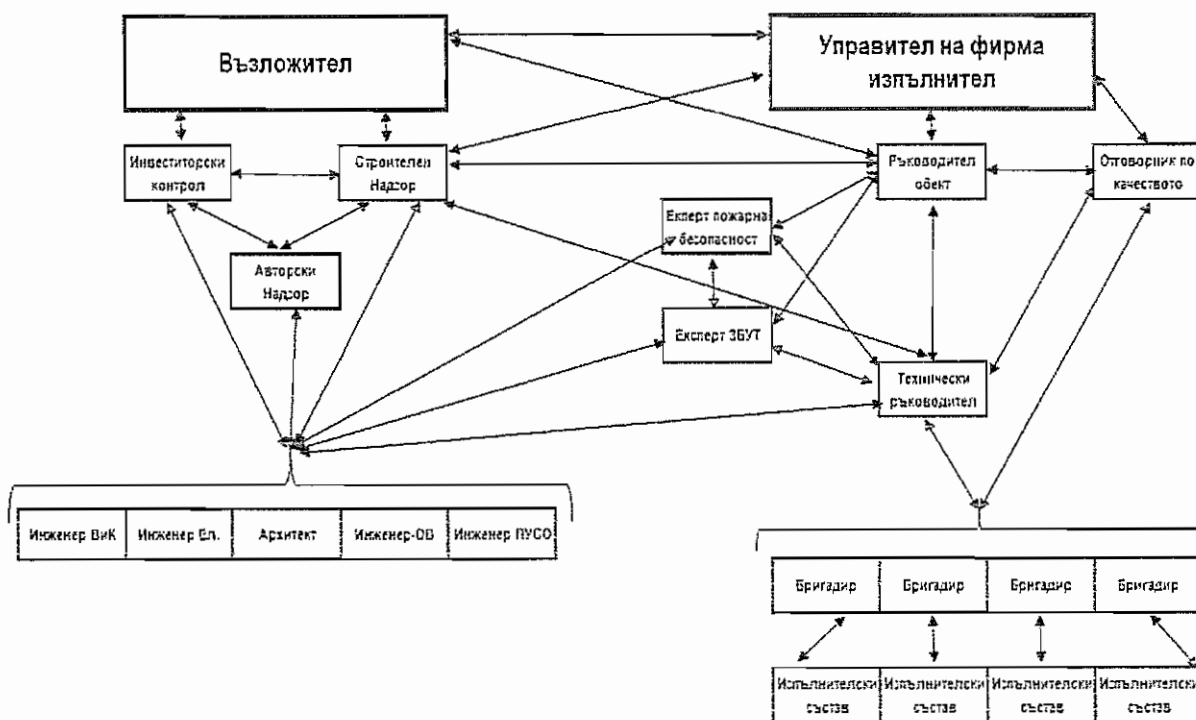 Възложител
Управител на фирма
изпълнител
Инвеститорски
контрол
Строителен
Надзор
Ръководител
обект
Отговорник по
качеството
Експерт пожарна
безопасност
Авторски
Надзор
Експерт ЗБУТ
Технически
ръководител
Инженер ВиК
Инженер Ел.
Архитект
Инженер-ОВ
Инженер ПУСО
Бригадир
Бригадир
Бригадир
Бригадир
Изпълнителски
състав
Изпълнителски
състав
Изпълнителски
състав
Изпълнителски
състав